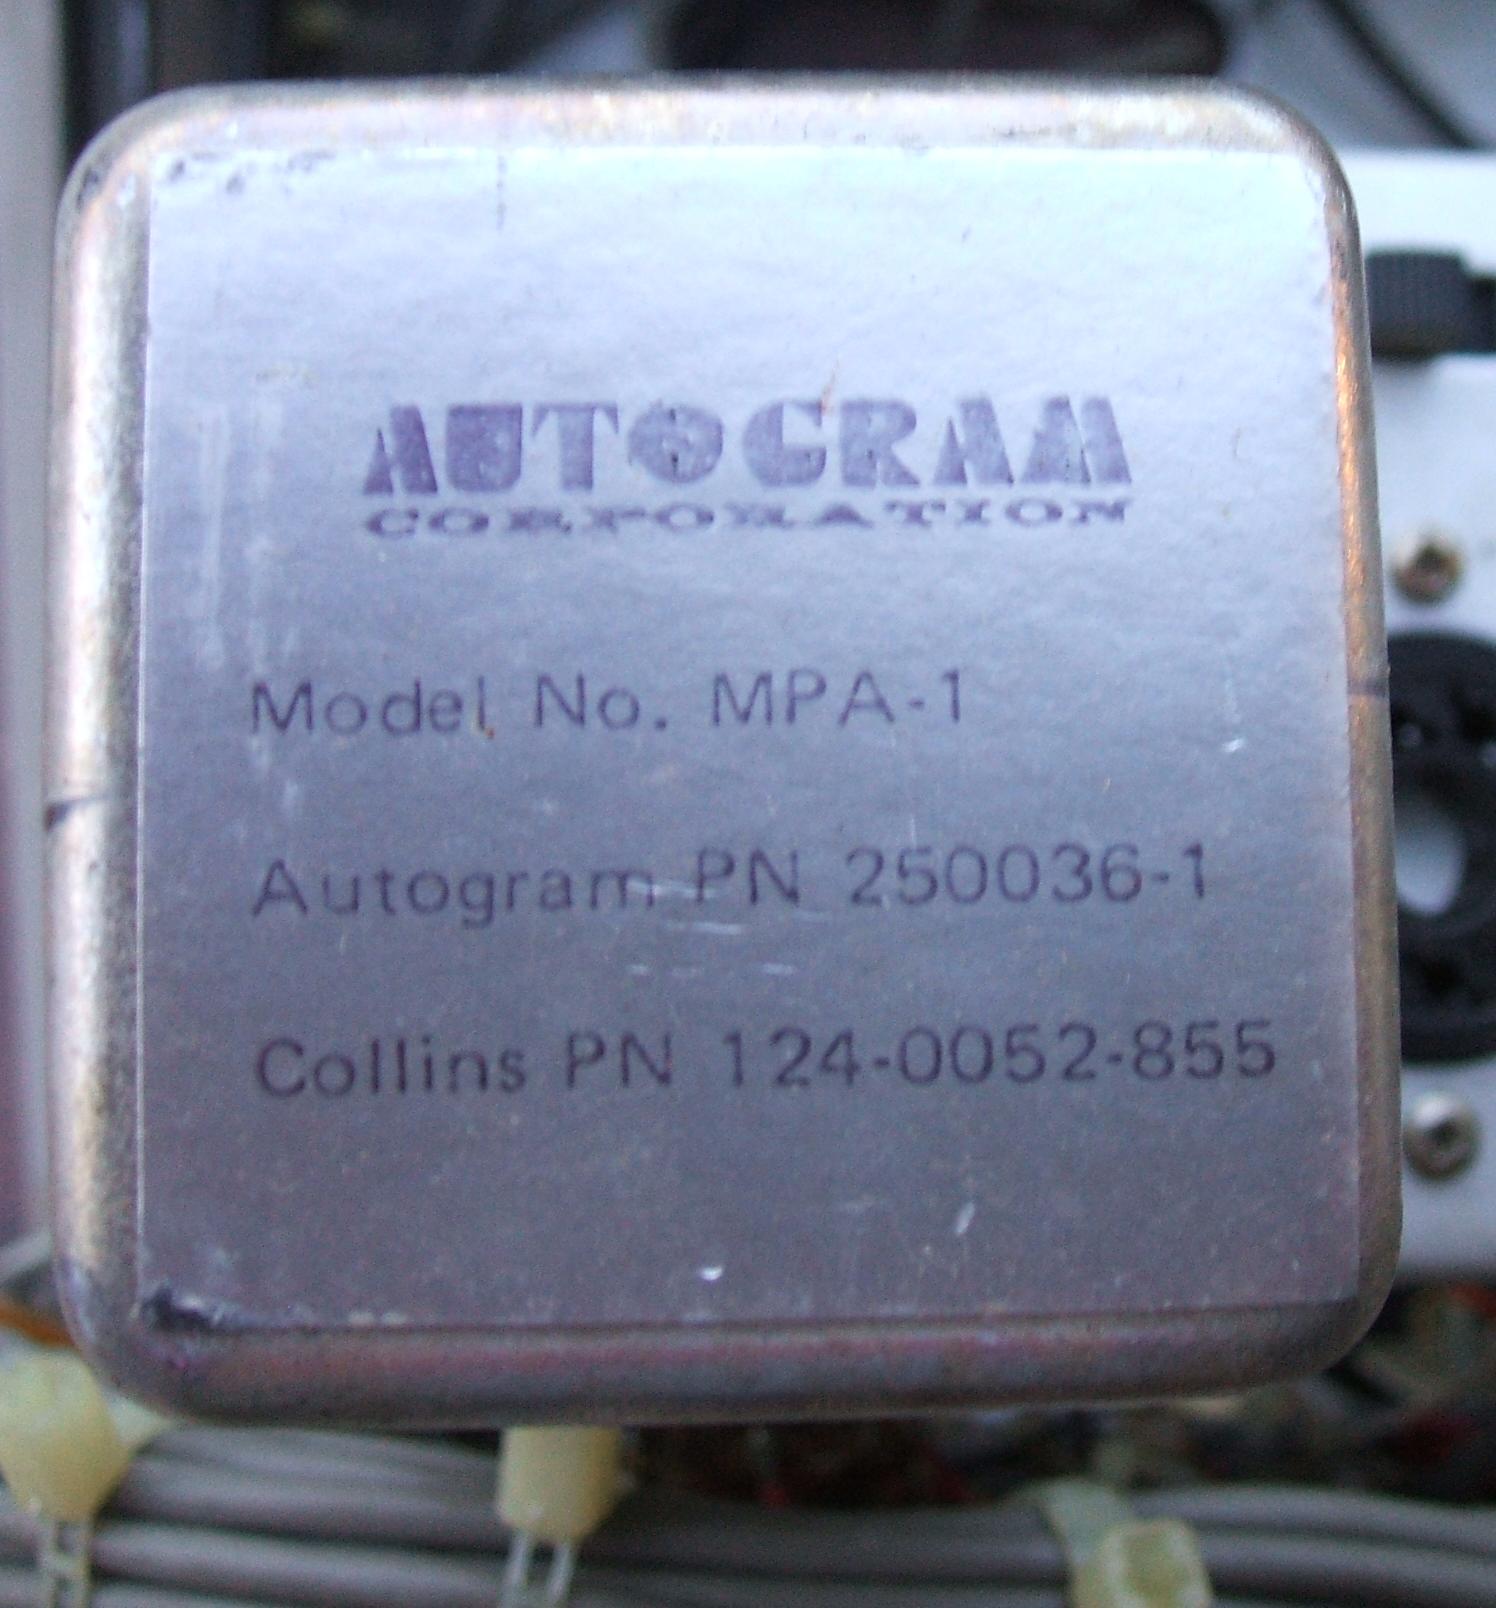 AUTOGRAM
CORPORATION
Model No. MPA-1
Autogram PN 250036-1
Collins PN 124-0052-855